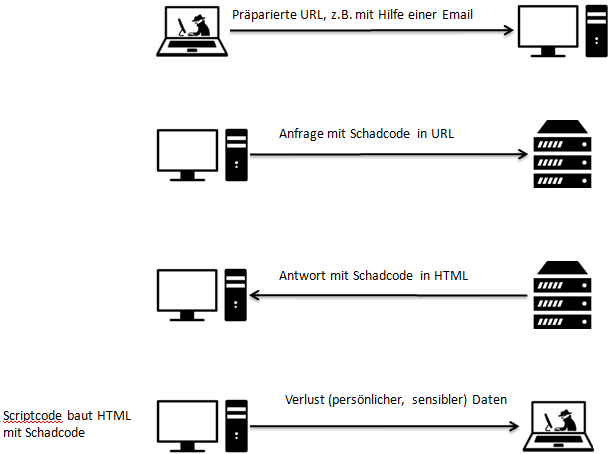 Präparierte URL, z.B. mit Hilfe einer Email
Anfrage mit Schadcode in URL
Antwort mit Schadcode in HTML
Verlust (persönlicher, sensibler) Daten
Scriptcode baut HTML
mit Schadcode